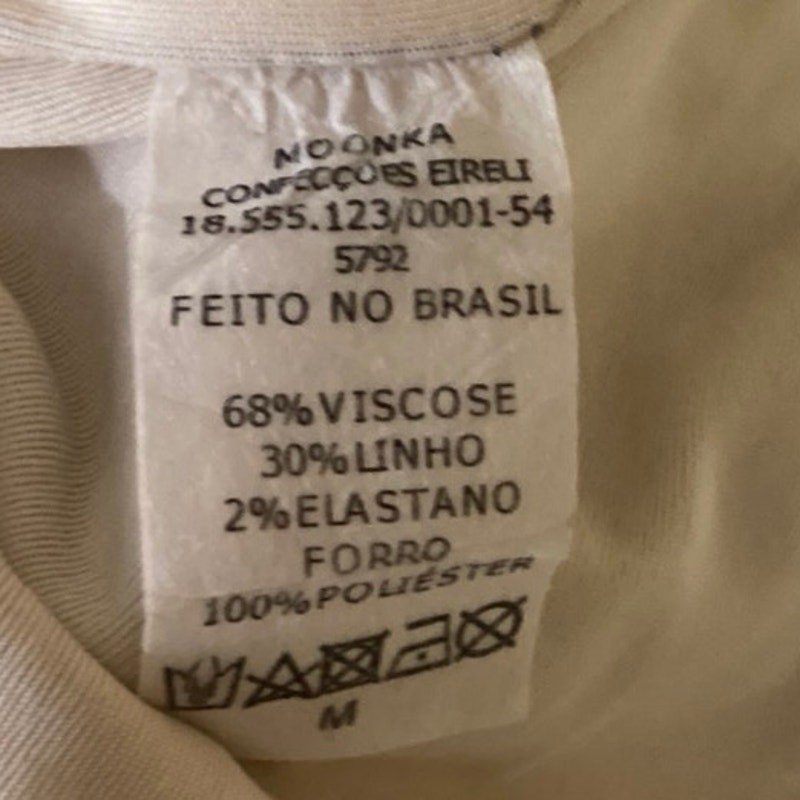 MOONKA
CONFECÇÕES EIRELI
18.555.123/0001-54
5792
FEITO NO BRASIL
68%VISCOSE
30%LINHO
2%ELASTANO
FORRO
100%POLIÉSTER
M